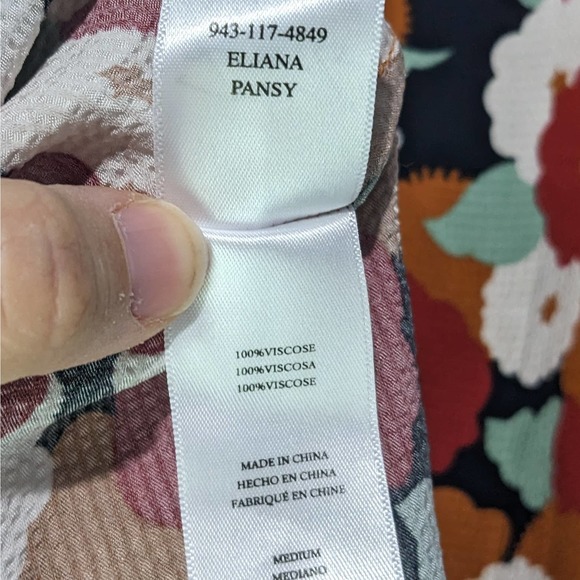 943-117-4849
ELIANA
PANSY
100%VISCOSE
100%VISCOSA
100%VISCOSE
MADE IN CHINA
HECHO EN CHINA
FABRIQUÉ EN CHINE
MEDIUM
MEDIANO